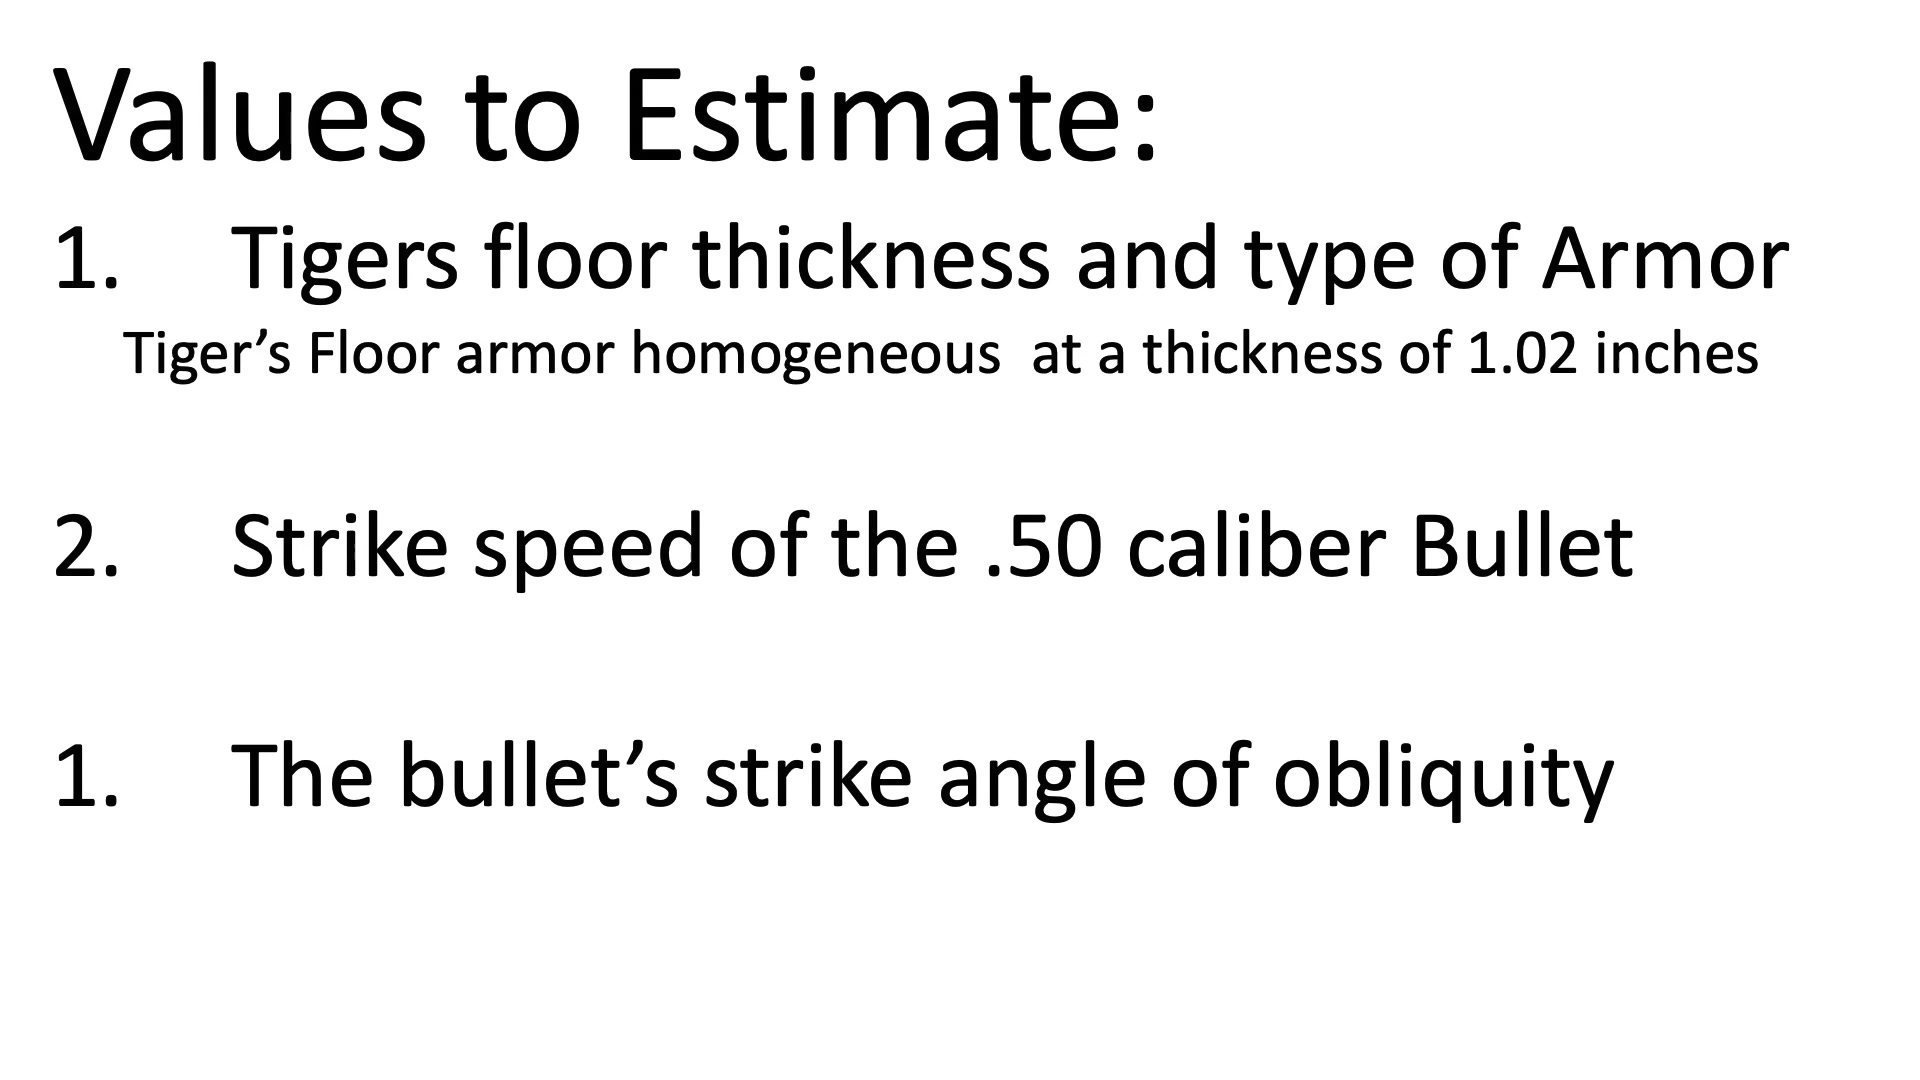 Values to Estimate:
1. Tigers floor thickness and type of Armor
Tiger’s Floor armor homogeneous  at a thickness of 1.02 inches
2. Strike speed of the .50 caliber Bullet
1. The bullet’s strike angle of obliquity